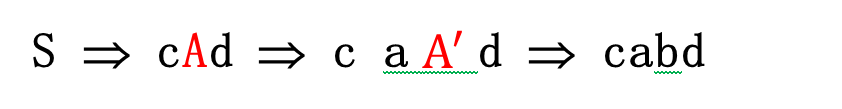 S ⇒ cAd ⇒ c a A′ d ⇒ cabd